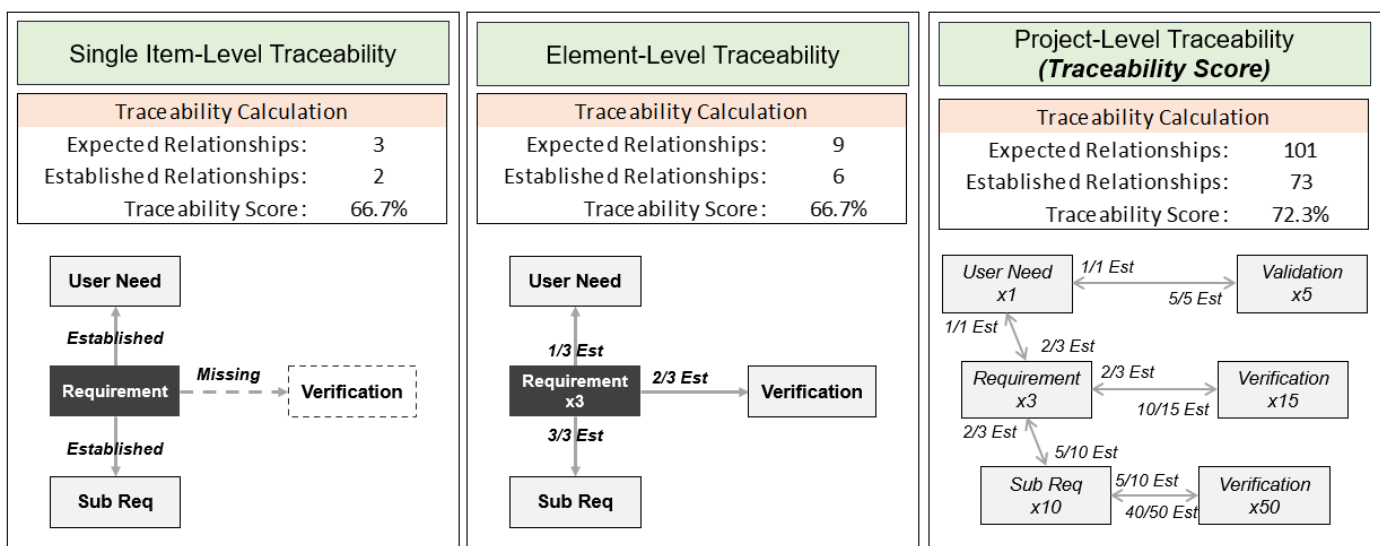 Single Item-Level Traceability
Traceability Calculation
Expected Relationships: 3
Established Relationships: 2
Traceability Score: 66.7%
User Need
Established
Requirement
Missing
Verification
Established
Sub Req
Element-Level Traceability
Traceability Calculation
Expected Relationships: 9
Established Relationships: 6
Traceability Score: 66.7%
User Need
1/3 Est
Requirement
x3
2/3 Est
Verification
3/3 Est
Sub Req
Project-Level Traceability
(Traceability Score)
Traceability Calculation
Expected Relationships: 101
Established Relationships: 73
Traceability Score: 72.3%
User Need
x1
1/1 Est
5/5 Est
Validation
x5
1/1 Est
2/3 Est
Requirement
x3
2/3 Est
10/15 Est
Verification
x15
2/3 Est
5/10 Est
Sub Req
x10
5/10 Est
40/50 Est
Verification
x50